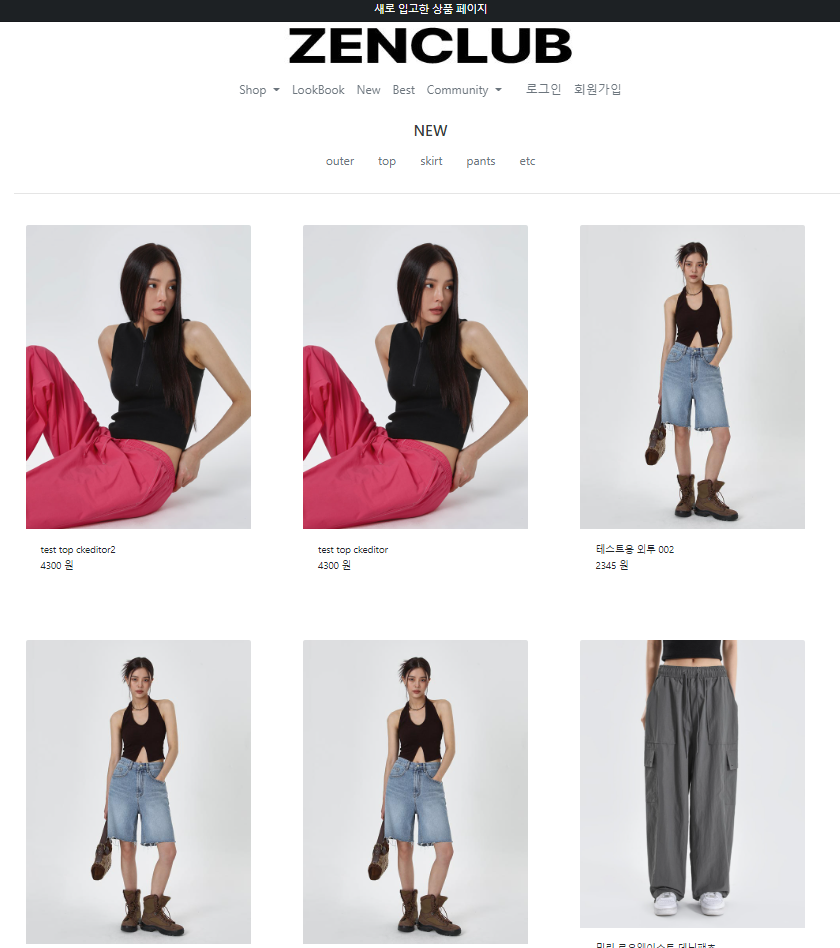 새로 입고한 상품 페이지
ZENCLUB
Shop LookBook New Best Community 로그인 회원가입
NEW
outer top skirt pants etc
test top ckeditor2
4300 원
test top ckeditor
4300 원
테스트용 외투 002
2345 원